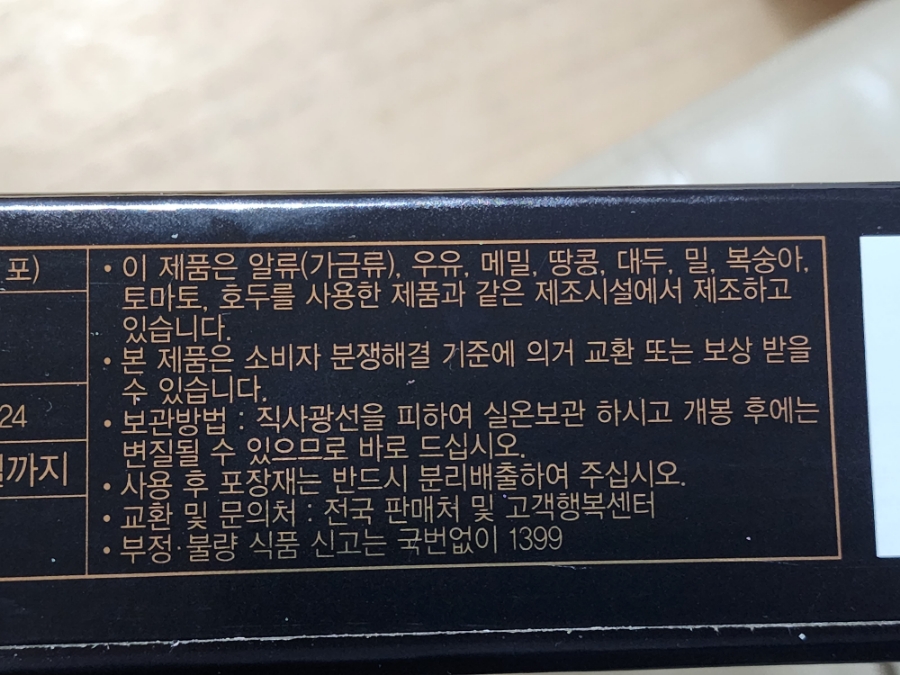 포)
24
까지
• 이 제품은 알류(가금류), 우유, 메밀, 땅콩, 대두, 밀, 복숭아,
토마토, 호두를 사용한 제품과 같은 제조시설에서 제조하고
있습니다.
• 본 제품은 소비자 분쟁해결 기준에 의거 교환 또는 보상 받을
수 있습니다.
• 보관방법 : 직사광선을 피하여 실온보관 하시고 개봉 후에는
변질될 수 있으므로 바로 드십시오.
• 사용 후 포장재는 반드시 분리배출하여 주십시오.
• 교환 및 문의처 : 전국 판매처 및 고객행복센터
• 부정·불량 식품 신고는 국번없이 1399